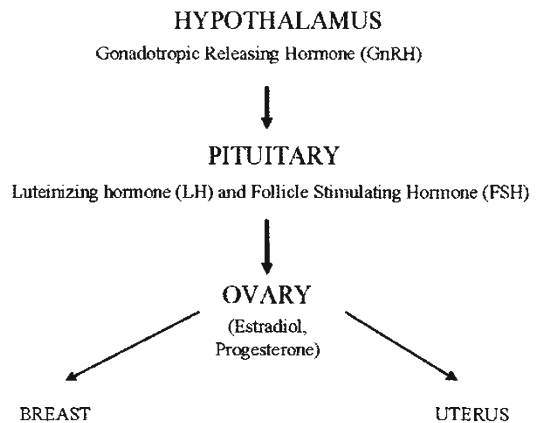 HYPOTHALAMUS
Gonadotropic Releasing Hormone (GnRH)
PITUITARY
Luteinizing hormone (LH) and Follicle Stimulating Hormone (FSH)
OVARY
(Estradiol,
Progesterone)
BREAST
UTERUS